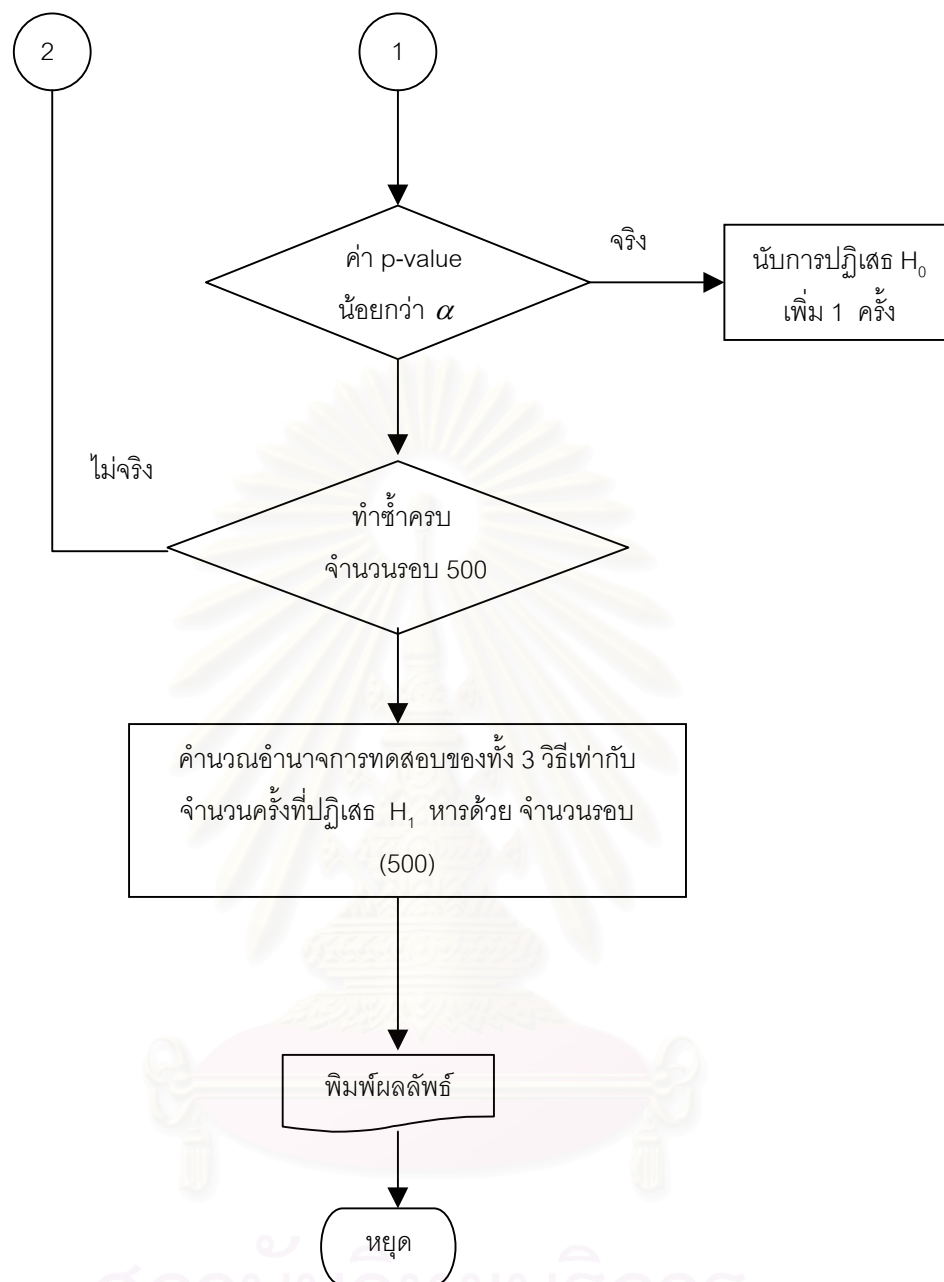 2
1
ค่า p-value
น้อยกว่า α
จริง
นับการปฏิเสธ H₀
เพิ่ม 1 ครั้ง
ไม่จริง
ทำซ้ำครบ
จำนวนรอบ 500
คำนวณอำนาจการทดสอบของทั้ง 3 วิธีเท่ากับ
จำนวนครั้งที่ปฏิเสธ H₁ หารด้วย จำนวนรอบ
(500)
พิมพ์ผลลัพธ์
หยุด